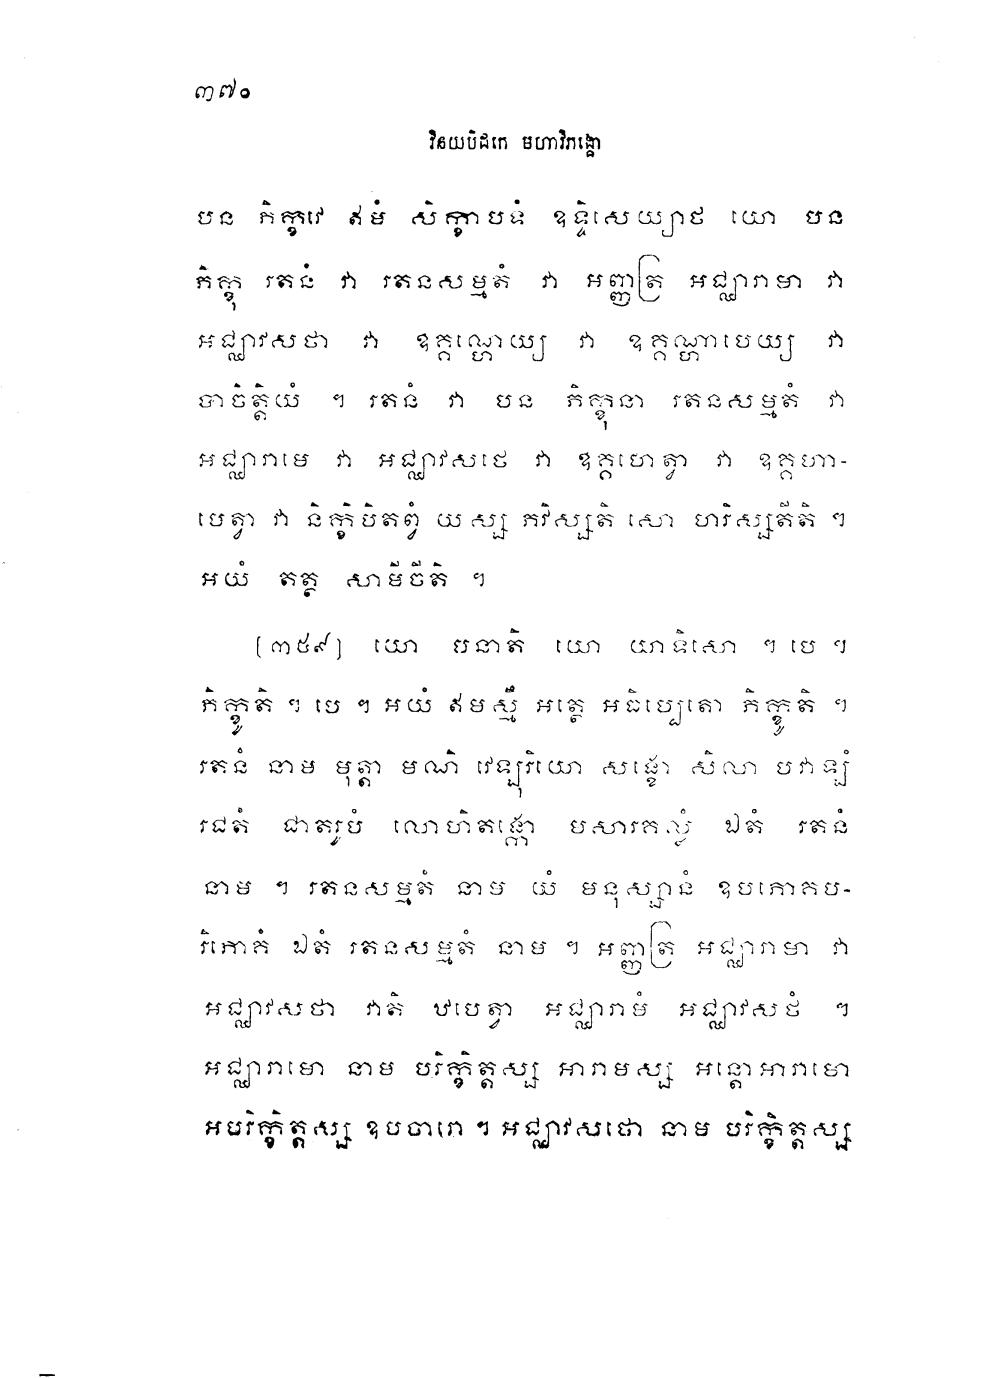 ៣៧០
វិនយបិដកេ មហាវិភង្គោ
បន ភិក្ខវេ ឥមំ សិក្ខាបទំ ឧទ្ទិសេយ្យាថ យោ បន
ភិក្ខុ រតនំ វា រតនសម្មតំ វា អញ្ញត្រ អជ្ឈារាមា វា
អជ្ឈាវសថា វា ឧគ្គណ្ហេយ្យ វា ឧគ្គណ្ហាបេយ្យ វា
បាចិត្តិយំ ។ រតនំ វា បន ភិក្ខុនា រតនសម្មតំ វា
អជ្ឈារាមេ វា អជ្ឈាវសថេ វា ឧគ្គហេត្វា វា ឧគ្គហា-
បេត្វា វា និក្ខិបិតព្វំ យស្ស ភវិស្សតិ សោ ហរិស្សតីតិ ។
អយំ តត្ថ សាមីចីតិ ។
[៣៥៩] យោ បនាតិ យោ យាទិសោ ។ បេ ។
ភិក្ខូតិ ។ បេ ។ អយំ ឥមស្មឹ អត្ថេ អធិប្បេតោ ភិក្ខូតិ ។
រតនំ នាម មុត្តា មណិ វេឡុរិយោ សង្ខោ សិលា បវាឡំ
រជតំ ជាតរូបំ លោហិតង្កោ មសារគល្លំ ឯតំ រតនំ
នាម ។ រតនសម្មតំ នាម យំ មនុស្សានំ ឧបភោគប-
រិភោគំ ឯតំ រតនសម្មតំ នាម ។ អញ្ញត្រ អជ្ឈារាមា វា
អជ្ឈាវសថា វាតិ ឋបេត្វា អជ្ឈារាមំ អជ្ឈាវសថំ ។
អជ្ឈារាមោ នាម បរិក្ខិត្តស្ស អារាមស្ស អន្តោអារាមោ
អបរិក្ខិត្តស្ស ឧបចារោ ។ អជ្ឈាវសថោ នាម បរិក្ខិត្តស្ស